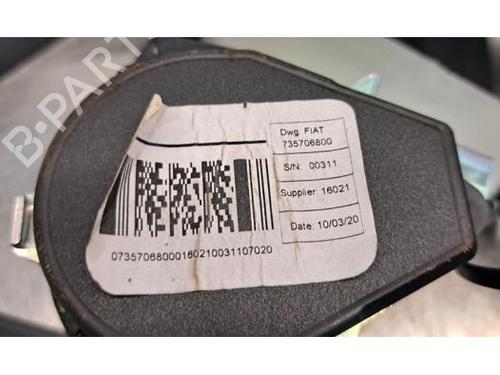 B-PARTS
Dwg. FIAT
735706800
S/N: 00311
Supplier: 16021
Date: 10/03/20
07357068000160210031107020